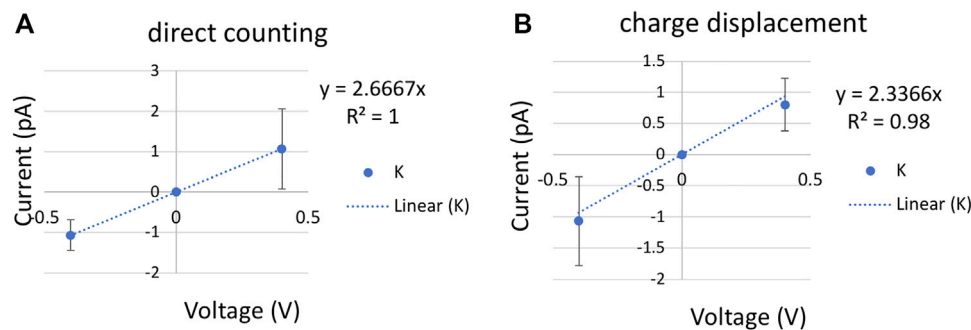 A
direct counting
3
2
1
0
-1
-2
-0.5
0
0.5
Current (pA)
Voltage (V)
y = 2.6667x
R² = 1
K
Linear (K)
B
charge displacement
1.5
1
0.5
0
-0.5
-1
-1.5
-2
-0.5
0
0.5
Current (pA)
Voltage (V)
y = 2.3366x
R² = 0.98
K
Linear (K)